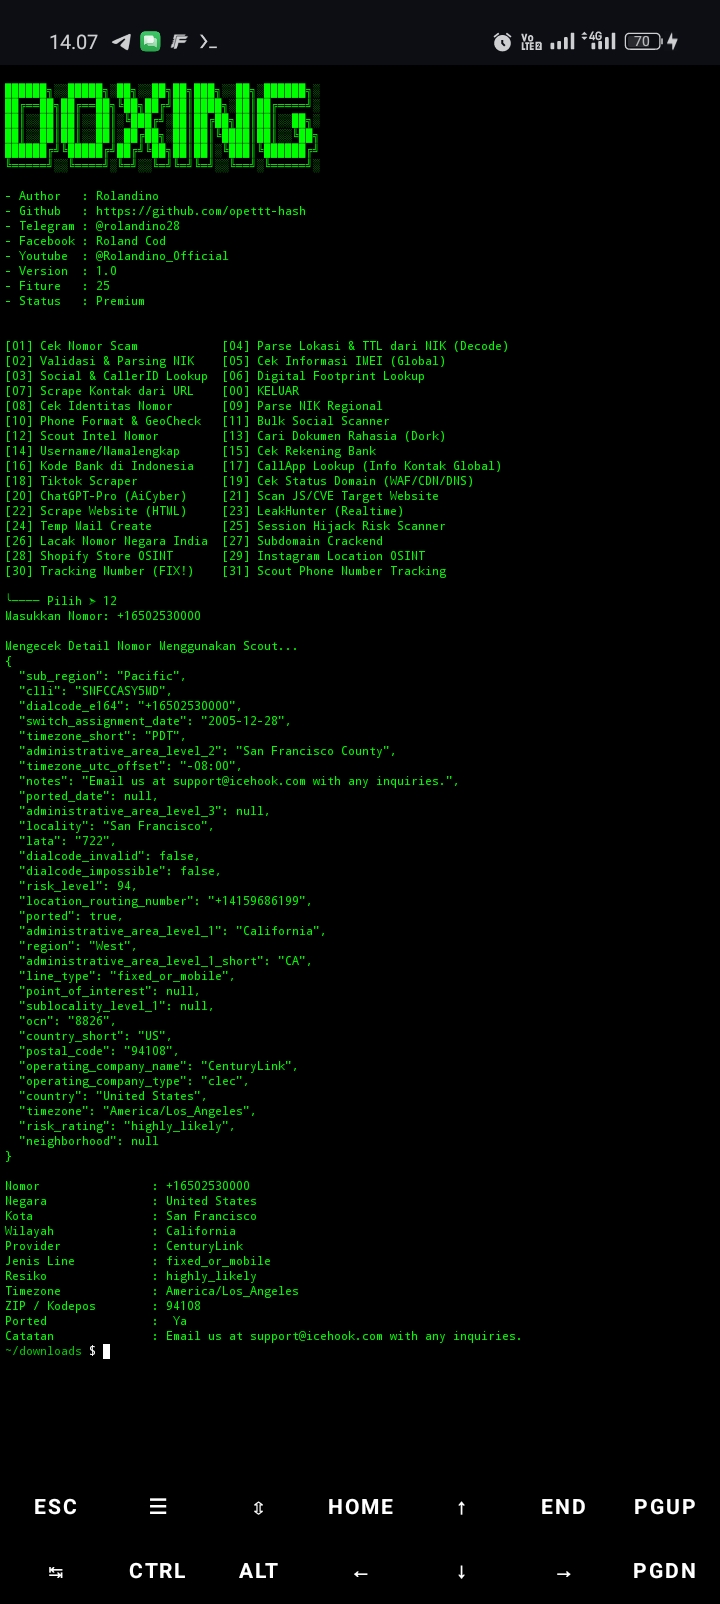 14.07 Vo LTE2 4G 70
DOXING
- Author : Rolandino
- Github : https://github.com/opettt-hash
- Telegram : @rolandino28
- Facebook : Roland Cod
- Youtube : @Rolandino_Official
- Version : 1.0
- Fiture : 25
- Status : Premium
[01] Cek Nomor Scam [04] Parse Lokasi & TTL dari NIK (Decode)
[02] Validasi & Parsing NIK [05] Cek Informasi IMEI (Global)
[03] Social & CallerID Lookup [06] Digital Footprint Lookup
[07] Scrape Kontak dari URL [00] KELUAR
[08] Cek Identitas Nomor [09] Parse NIK Regional
[10] Phone Format & GeoCheck [11] Bulk Social Scanner
[12] Scout Intel Nomor [13] Cari Dokumen Rahasia (Dork)
[14] Username/Namalengkap [15] Cek Rekening Bank
[16] Kode Bank di Indonesia [17] CallApp Lookup (Info Kontak Global)
[18] Tiktok Scraper [19] Cek Status Domain (WAF/CDN/DNS)
[20] ChatGPT-Pro (AiCyber) [21] Scan JS/CVE Target Website
[22] Scrape Website (HTML) [23] LeakHunter (Realtime)
[24] Temp Mail Create [25] Session Hijack Risk Scanner
[26] Lacak Nomor Negara India [27] Subdomain Crackend
[28] Shopify Store OSINT [29] Instagram Location OSINT
[30] Tracking Number (FIX!) [31] Scout Phone Number Tracking
╰─── Pilih ➤ 12
Masukkan Nomor: +16502530000
Mengecek Detail Nomor Menggunakan Scout...
{
"sub_region": "Pacific",
"clli": "SNFCCASY5MD",
"dialcode_e164": "+16502530000",
"switch_assignment_date": "2005-12-28",
"timezone_short": "PDT",
"administrative_area_level_2": "San Francisco County",
"timezone_utc_offset": "-08:00",
"notes": "Email us at support@icehook.com with any inquiries.",
"ported_date": null,
"administrative_area_level_3": null,
"locality": "San Francisco",
"lata": "722",
"dialcode_invalid": false,
"dialcode_impossible": false,
"risk_level": 94,
"location_routing_number": "+14159686199",
"ported": true,
"administrative_area_level_1": "California",
"region": "West",
"administrative_area_level_1_short": "CA",
"line_type": "fixed_or_mobile",
"point_of_interest": null,
"sublocality_level_1": null,
"ocn": "8826",
"country_short": "US",
"postal_code": "94108",
"operating_company_name": "CenturyLink",
"operating_company_type": "clec",
"country": "United States",
"timezone": "America/Los_Angeles",
"risk_rating": "highly_likely",
"neighborhood": null
}
Nomor : +16502530000
Negara : United States
Kota : San Francisco
Wilayah : California
Provider : CenturyLink
Jenis Line : fixed_or_mobile
Resiko : highly_likely
Timezone : America/Los_Angeles
ZIP / Kodepos : 94108
Ported : Ya
Catatan : Email us at support@icehook.com with any inquiries.
~/downloads $
ESC ☰ ⇳ HOME ↑ END PGUP
↹ CTRL ALT ← ↓ → PGDN